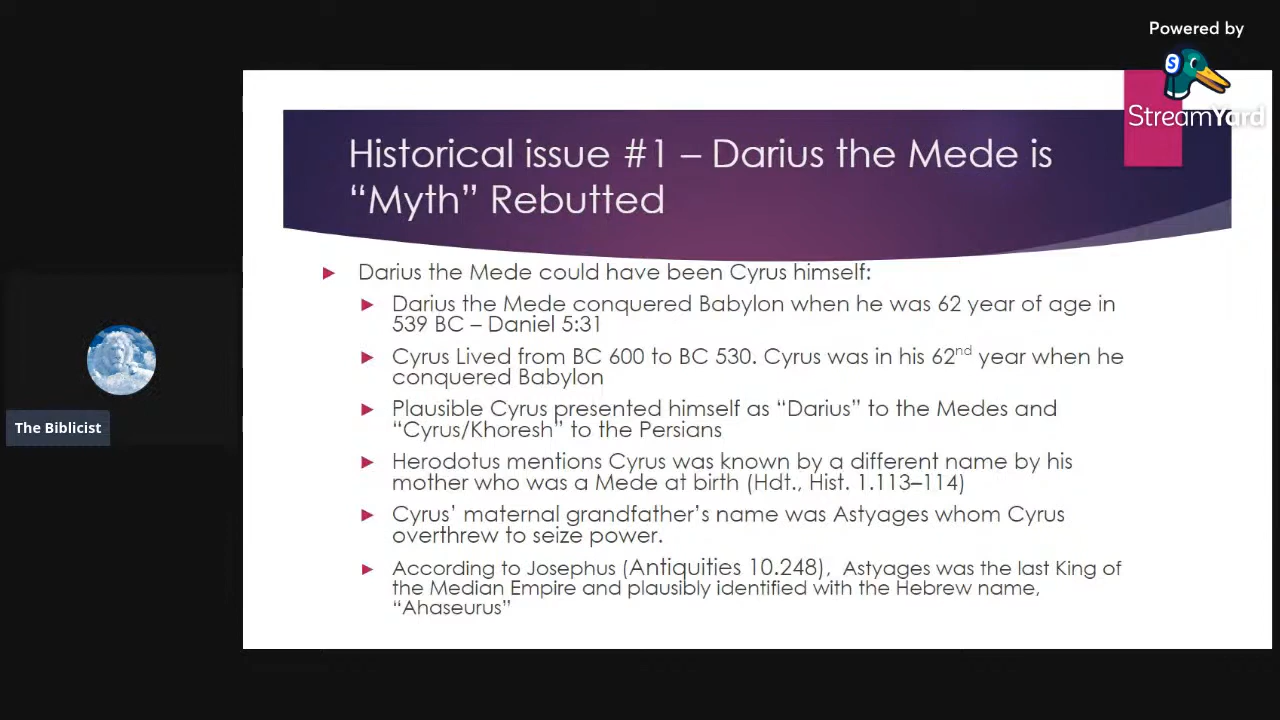 Powered by
StreamYard
Historical issue #1 – Darius the Mede is
“Myth” Rebutted
Darius the Mede could have been Cyrus himself:
Darius the Mede conquered Babylon when he was 62 year of age in
539 BC – Daniel 5:31
Cyrus Lived from BC 600 to BC 530. Cyrus was in his 62nd year when he
conquered Babylon
Plausible Cyrus presented himself as “Darius” to the Medes and
“Cyrus/Khoresh” to the Persians
Herodotus mentions Cyrus was known by a different name by his
mother who was a Mede at birth (Hdt., Hist. 1.113–114)
Cyrus’ maternal grandfather’s name was Astyages whom Cyrus
overthrew to seize power.
According to Josephus (Antiquities 10.248), Astyages was the last King of
the Median Empire and plausibly identified with the Hebrew name,
“Ahaseurus”
The Biblicist